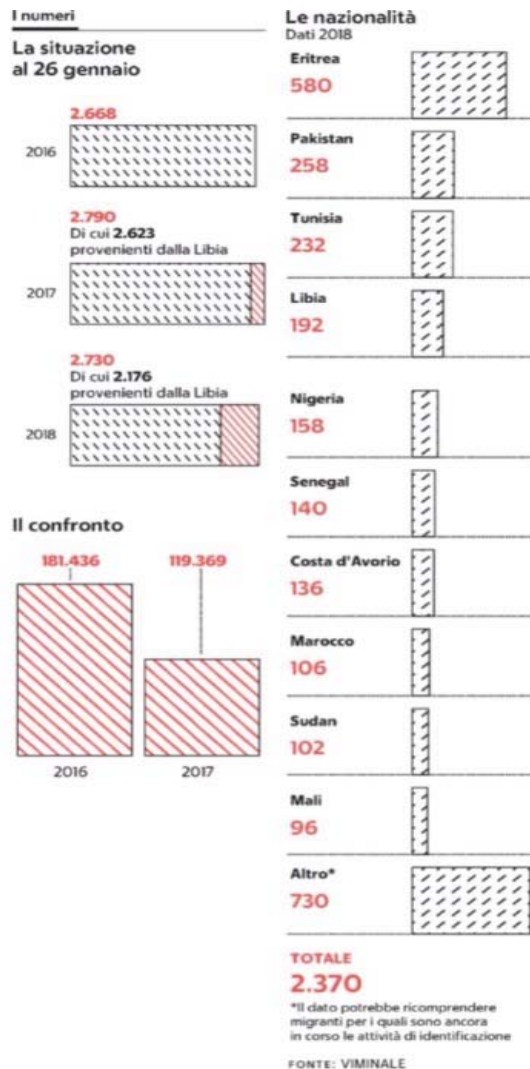 I numeri
La situazione
al 26 gennaio
2.668
2016
2.790
Di cui 2.623
provenienti dalla Libia
2017
2.730
Di cui 2.176
provenienti dalla Libia
2018
Il confronto
181.436
119.369
2016
2017
Le nazionalità
Dati 2018
Eritrea
580
Pakistan
258
Tunisia
232
Libia
192
Nigeria
158
Senegal
140
Costa d'Avorio
136
Marocco
106
Sudan
102
Mali
96
Altro*
730
TOTALE
2.370
*Il dato potrebbe ricomprendere
migranti per i quali sono ancora
in corso le attività di identificazione
FONTE: VIMINALE